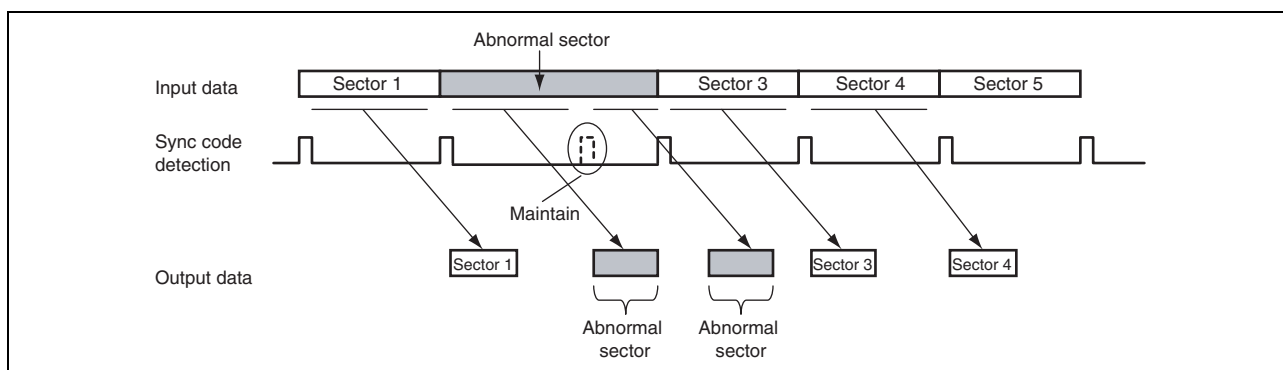 Abnormal sector
Input data
Sector 1
Sector 3
Sector 4
Sector 5
Sync code
detection
Maintain
Output data
Sector 1
Sector 3
Sector 4
Abnormal
sector
Abnormal
sector